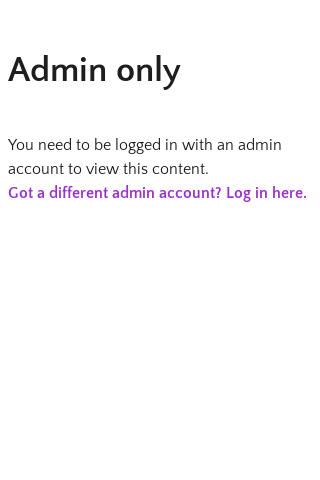 Admin only
You need to be logged in with an admin
account to view this content.
Got a different admin account? Log in here.